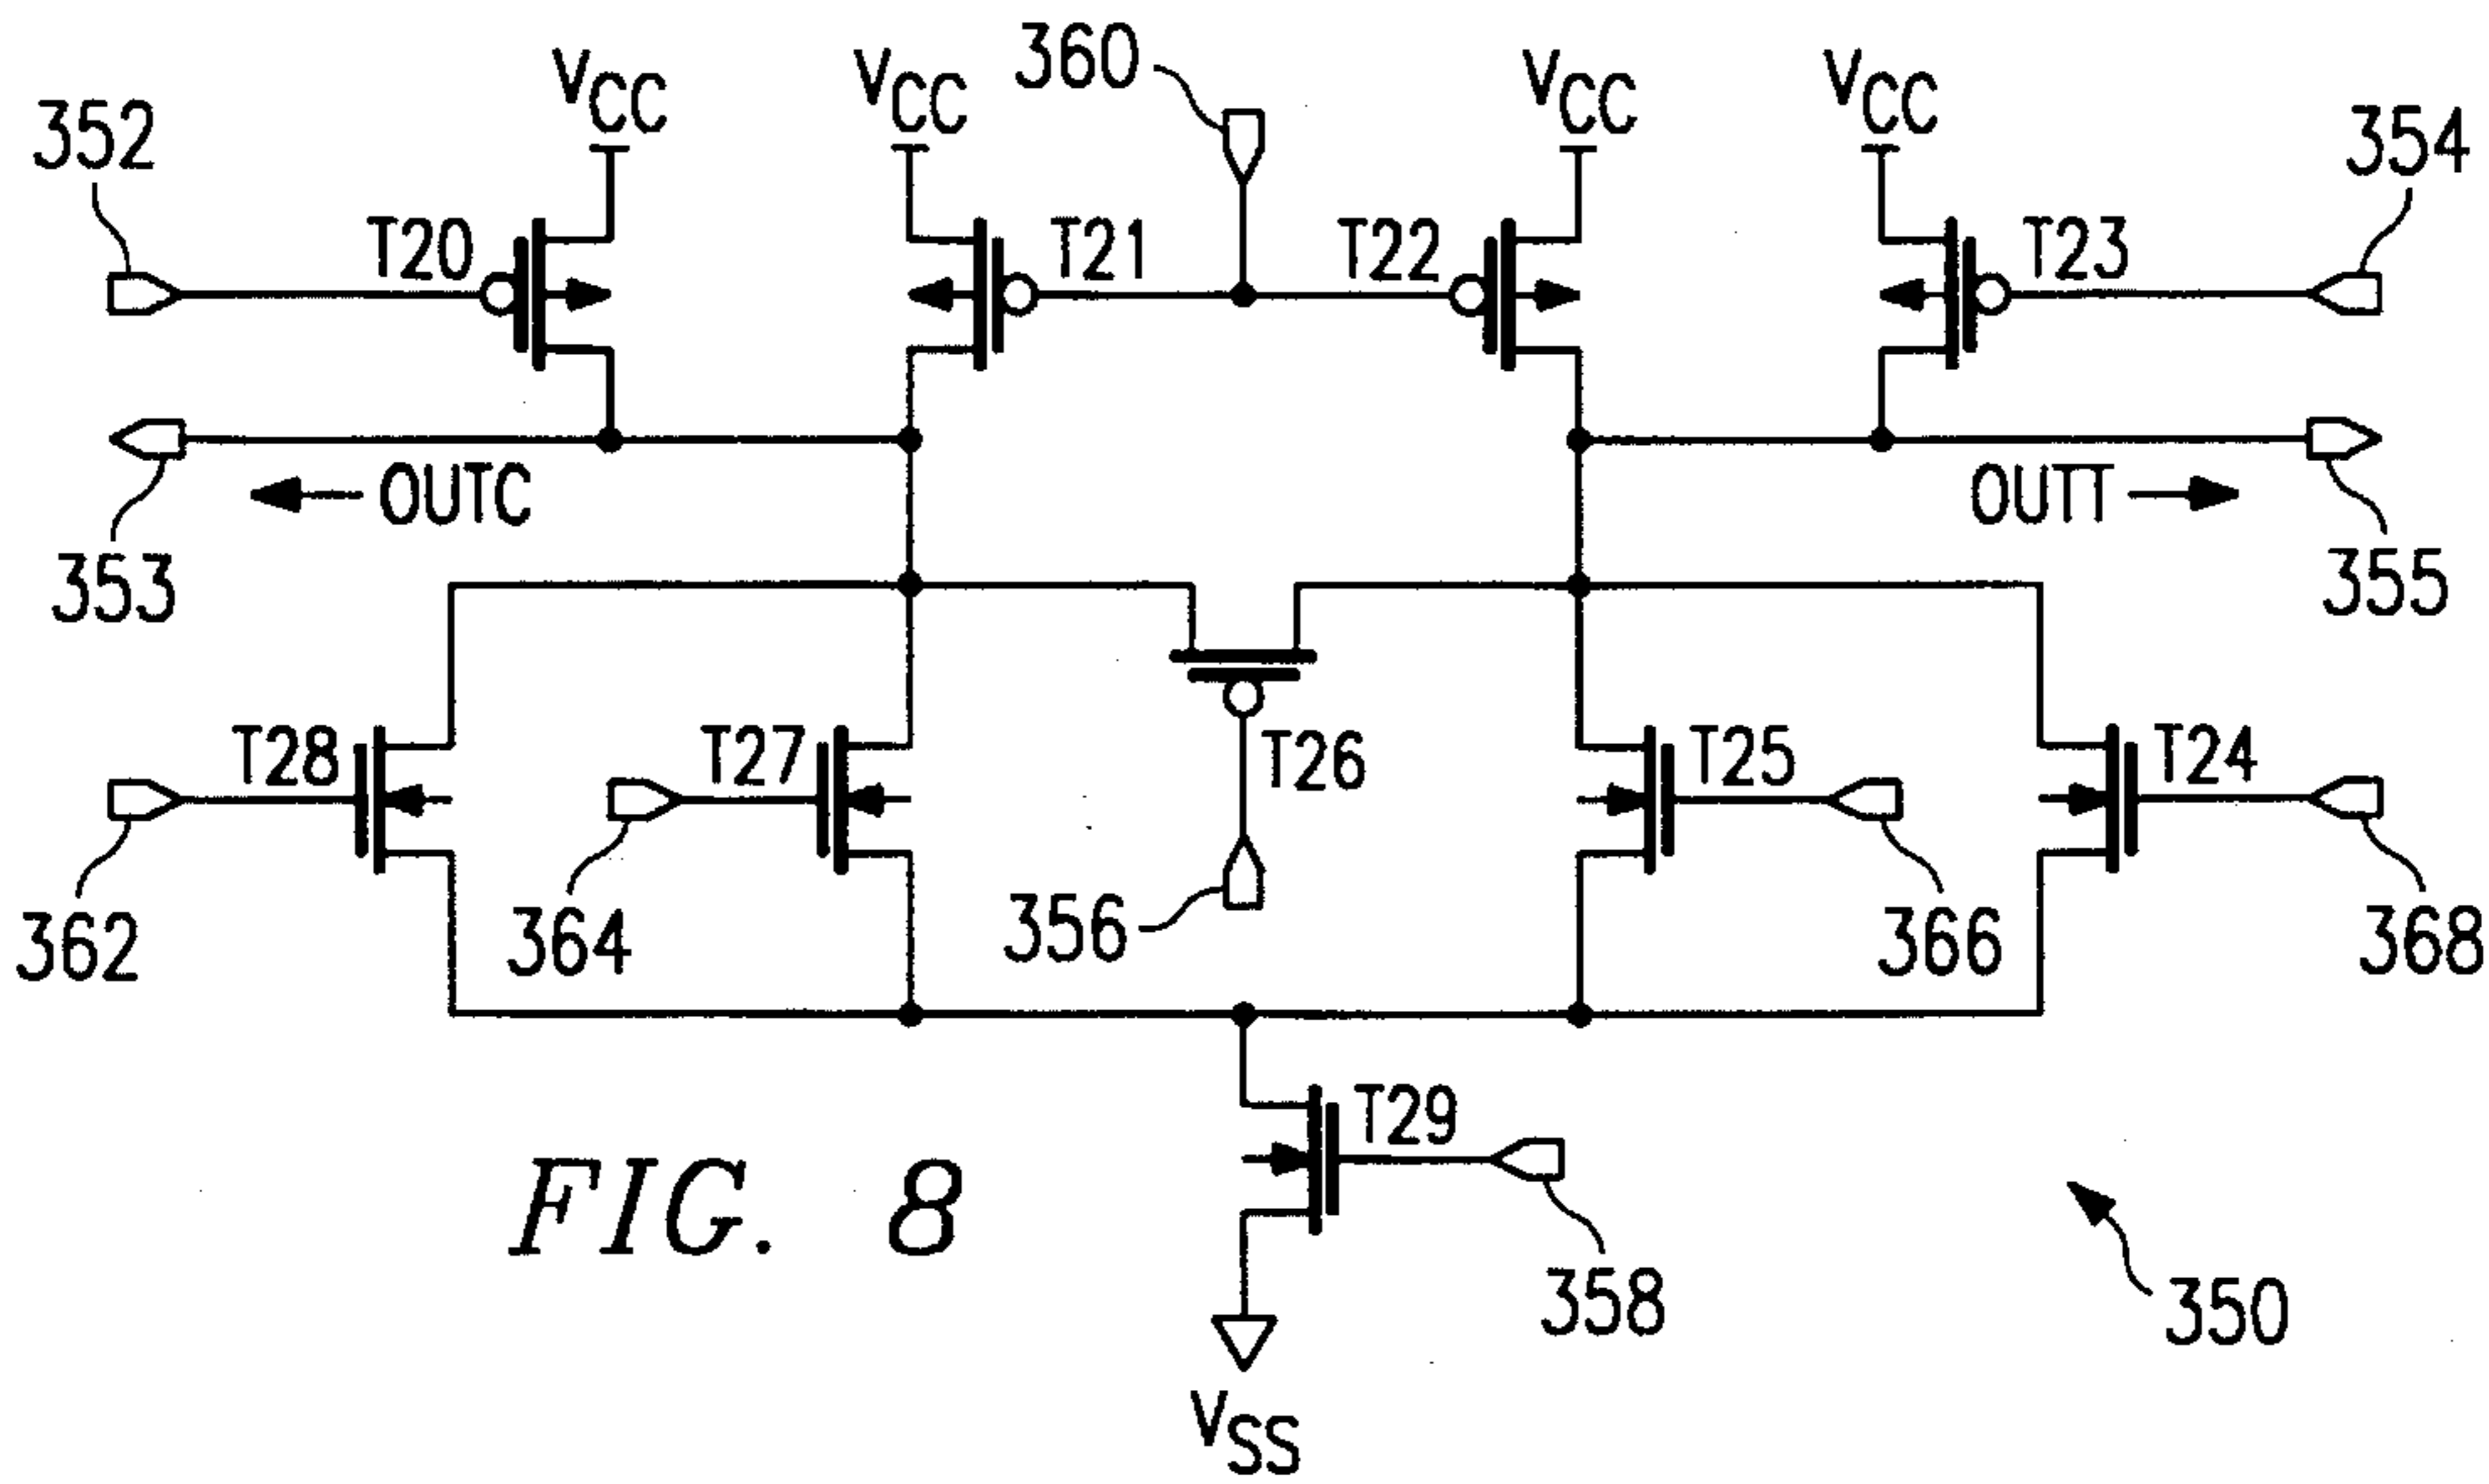 VCC VCC 360 VCC VCC
352 354
T20 T21 T22 T23
OUTC OUTT
353 355
T28 T27 T26 T25 T24
362 364 356 366 368
T29
FIG. 8
358 350
VSS